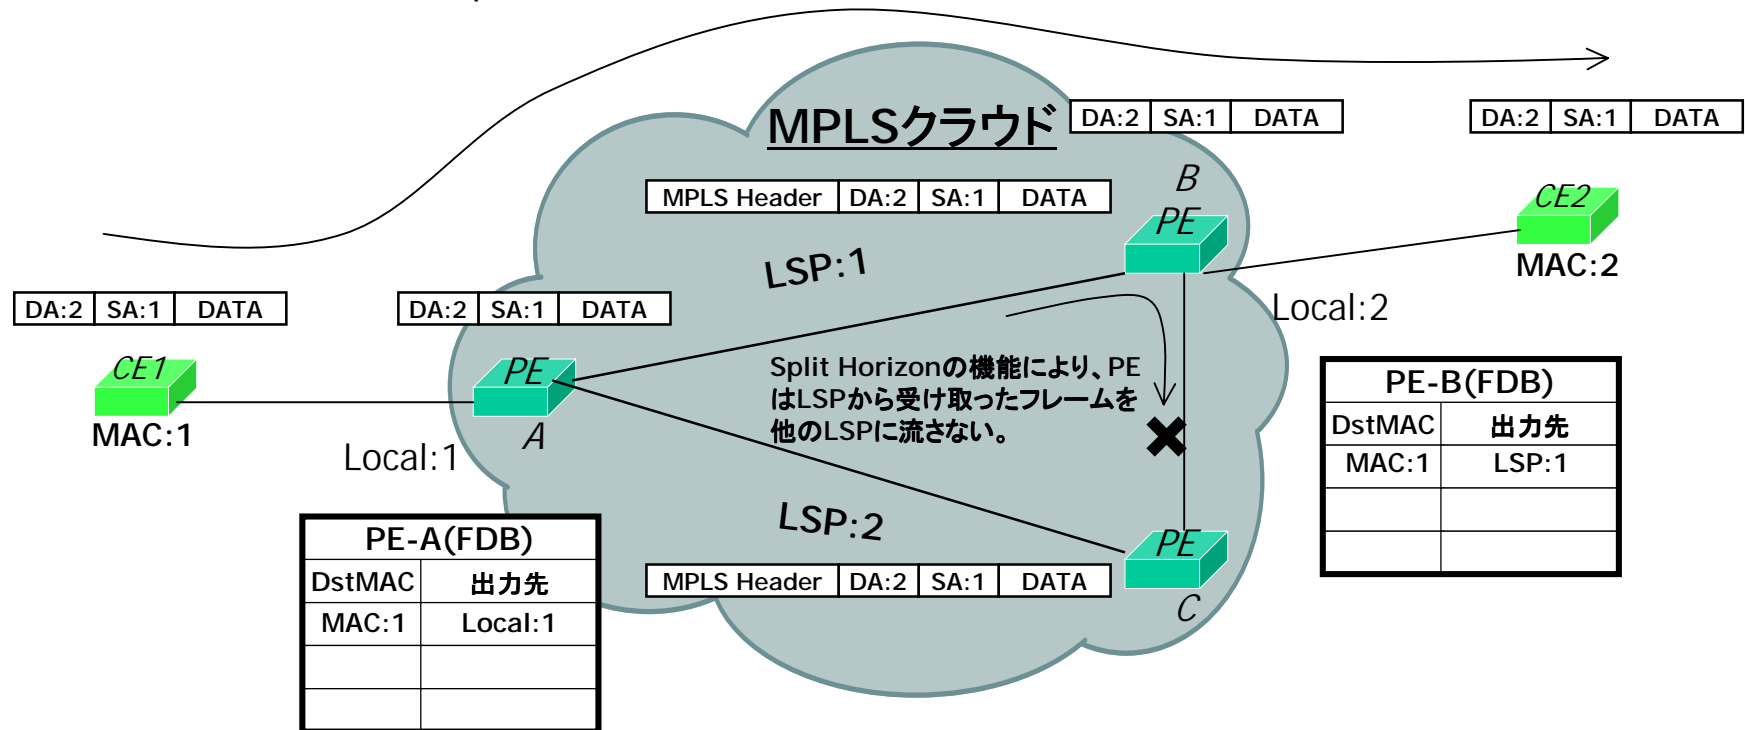 MPLSクラウド
DA:2 SA:1 DATA
DA:2 SA:1 DATA
MPLS Header DA:2 SA:1 DATA
B
PE
CE2
MAC:2
LSP:1
Local:2
DA:2 SA:1 DATA
DA:2 SA:1 DATA
CE1
MAC:1
PE
A
Local:1
Split Horizonの機能により、PE
はLSPから受け取ったフレームを
他のLSPに流さない。
LSP:2
PE
C
MPLS Header DA:2 SA:1 DATA
PE-B(FDB)
DstMAC 出力先
MAC:1 LSP:1
PE-A(FDB)
DstMAC 出力先
MAC:1 Local:1